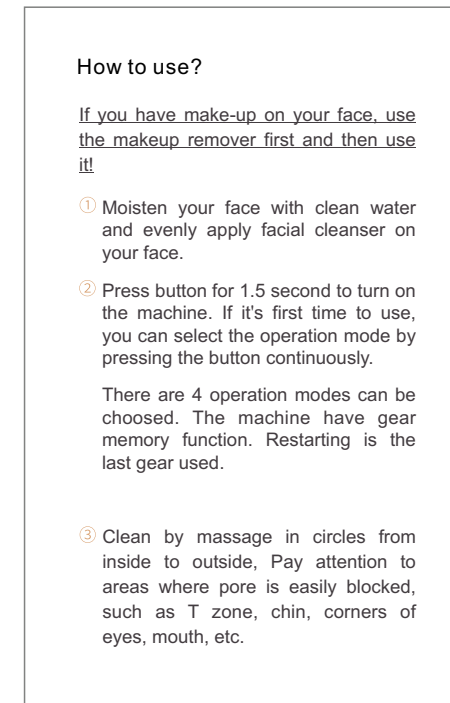 How to use?
If you have make-up on your face, use
the makeup remover first and then use
it!
① Moisten your face with clean water
and evenly apply facial cleanser on
your face.
② Press button for 1.5 second to turn on
the machine. If it's first time to use,
you can select the operation mode by
pressing the button continuously.
There are 4 operation modes can be
choosed. The machine have gear
memory function. Restarting is the
last gear used.
③ Clean by massage in circles from
inside to outside, Pay attention to
areas where pore is easily blocked,
such as T zone, chin, corners of
eyes, mouth, etc.